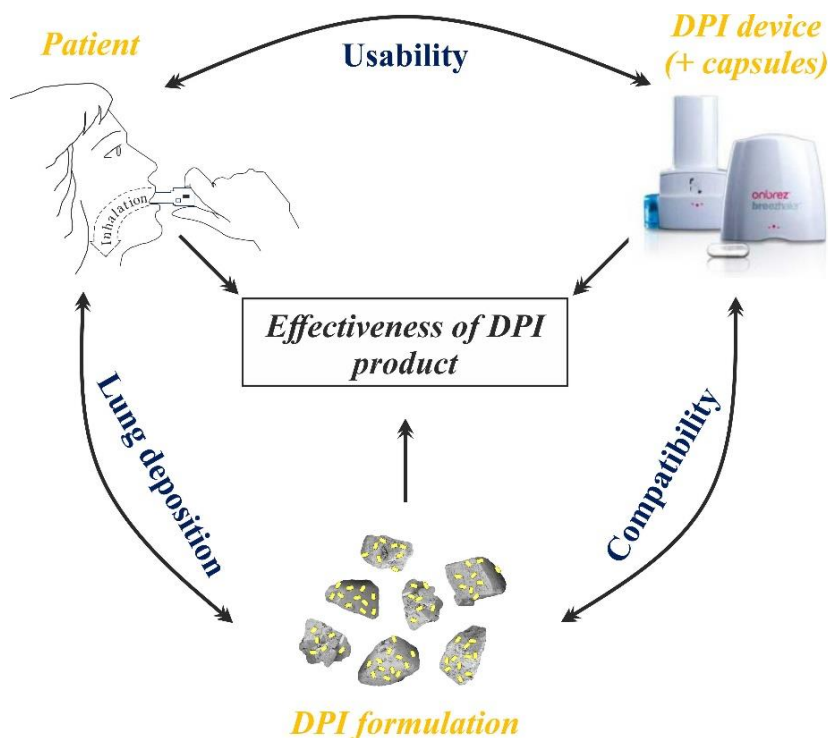 Patient
Usability
DPI device
(+ capsules)
Inhalation
onbrez
breezhaler
Effectiveness of DPI
product
Lung deposition
Compatibility
DPI formulation